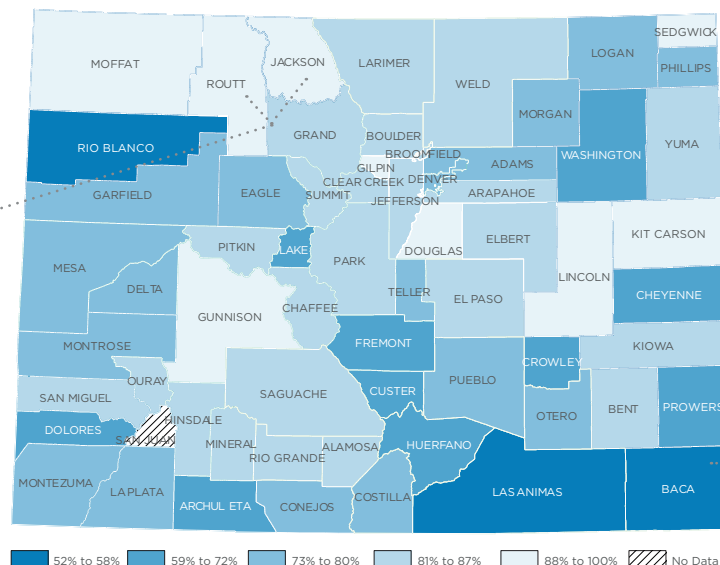 SEDGWICK
LOGAN
MOFFAT
JACKSON
LARIMER
PHILLIPS
ROUTT
WELD
MORGAN
GRAND
BOULDER
YUMA
RIO BLANCO
BROOMFIELD
WASHINGTON
GILPIN
ADAMS
CLEAR CREEK
DENVER
GARFIELD
EAGLE
SUMMIT
ARAPAHOE
JEFFERSON
KIT CARSON
PITKIN
LAKE
DOUGLAS
ELBERT
PARK
MESA
LINCOLN
DELTA
TELLER
CHEYENNE
EL PASO
CHAFFEE
GUNNISON
MONTROSE
FREMONT
KIOWA
CROWLEY
OURAY
PUEBLO
SAN MIGUEL
SAGUACHE
CUSTER
BENT
PROWERS
HINSDALE
OTERO
DOLORES
SAN JUAN
MINERAL
ALAMOSA
HUERFANO
RIO GRANDE
MONTEZUMA
LA PLATA
LAS ANIMAS
BACA
COSTILLA
ARCHUL ETA
CONEJOS
52% to 58% 59% to 72% 73% to 80% 81% to 87% 88% to 100% No Data